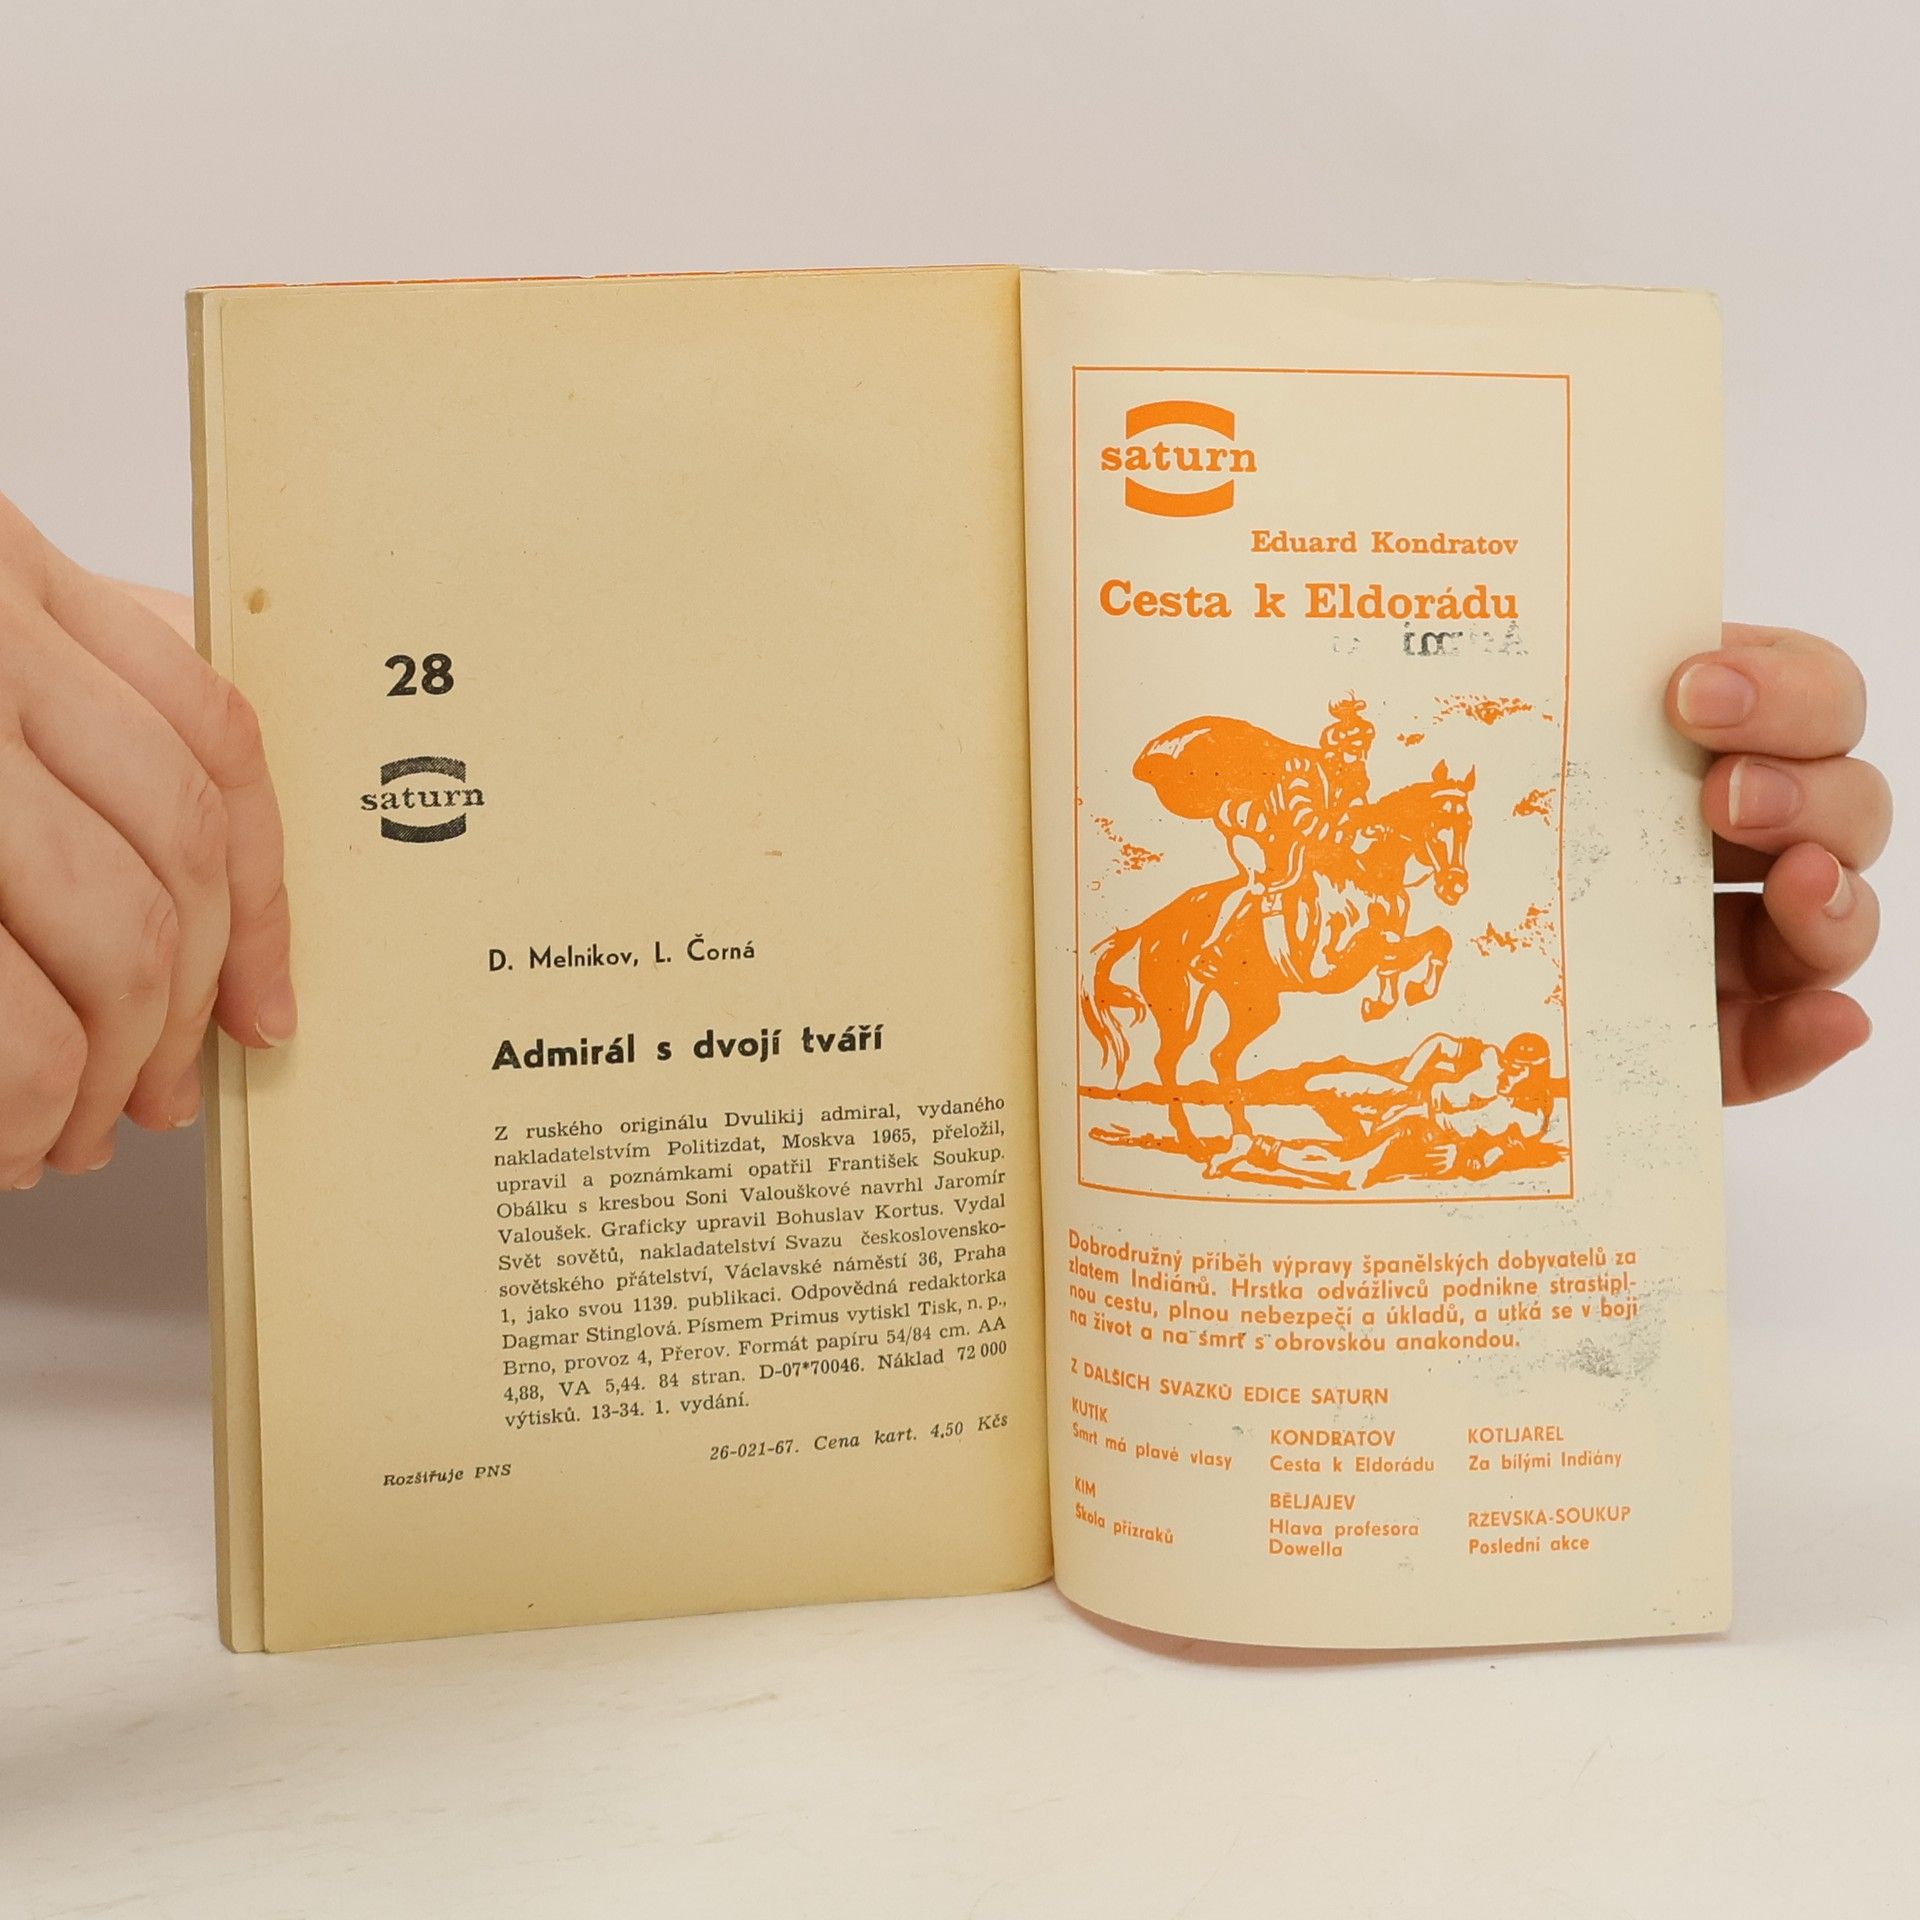 28
saturn
D. Melnikov, L. Čorná
Admirál s dvojí tváří
Z ruského originálu Dvulikij admiral, vydaného
nakladatelstvím Politizdat, Moskva 1965, přeložil,
upravil a poznámkami opatřil František Soukup.
Obálku s kresbou Soni Valouškové navrhl Jaromír
Valoušek. Graficky upravil Bohuslav Kortus. Vydal
Svět sovětů, nakladatelství Svazu československo-
sovětského přátelství, Václavské náměstí 36, Praha
1, jako svou 1139. publikaci. Odpovědná redaktorka
Dagmar Stinglová. Písmem Primus vytiskl Tisk, n. p.,
Brno, provoz 4, Přerov. Formát papíru 54/84 cm. AA
4,88, VA 5,44. 84 stran. D-07*70046. Náklad 72 000
výtisků. 13-34. 1. vydání.
26-021-67. Cena kart. 4,50 Kčs
Rozšiřuje PNS
saturn
Eduard Kondratov
Cesta k Eldorádu
Dobrodružný příběh výpravy španělských dobyvatelů za
zlatem Indiánů. Hrstka odvážlivců podnikne strastipl-
nou cestu, plnou nebezpečí a úkladů, a utká se v boji
na život a na smrť s obrovskou anakondou.
Z DALŠÍCH SVAZKŮ EDICE SATURN
KUTÍK
Smrt má plavé vlasy
KIM
Škola přízraků
KONDRATOV
Cesta k Eldorádu
BĚLJAJEV
Hlava profesora
Dowella
KOTLJAREL
Za bílými Indiány
RŽEVSKA-SOUKUP
Poslední akce